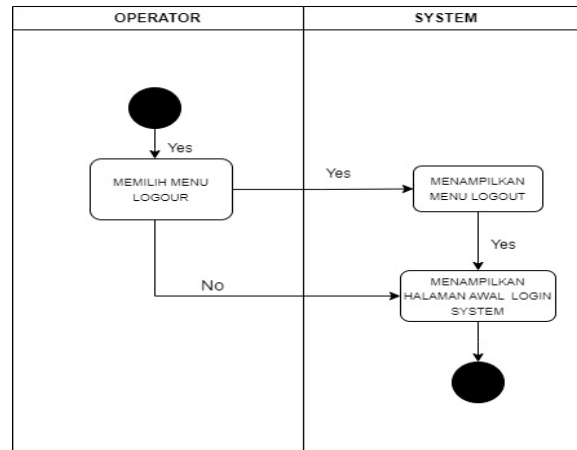 OPERATOR
SYSTEM
Yes
MEMILIH MENU
LOGOUR
Yes
MENAMPILKAN
MENU LOGOUT
Yes
No
MENAMPILKAN
HALAMAN AWAL LOGIN
SYSTEM